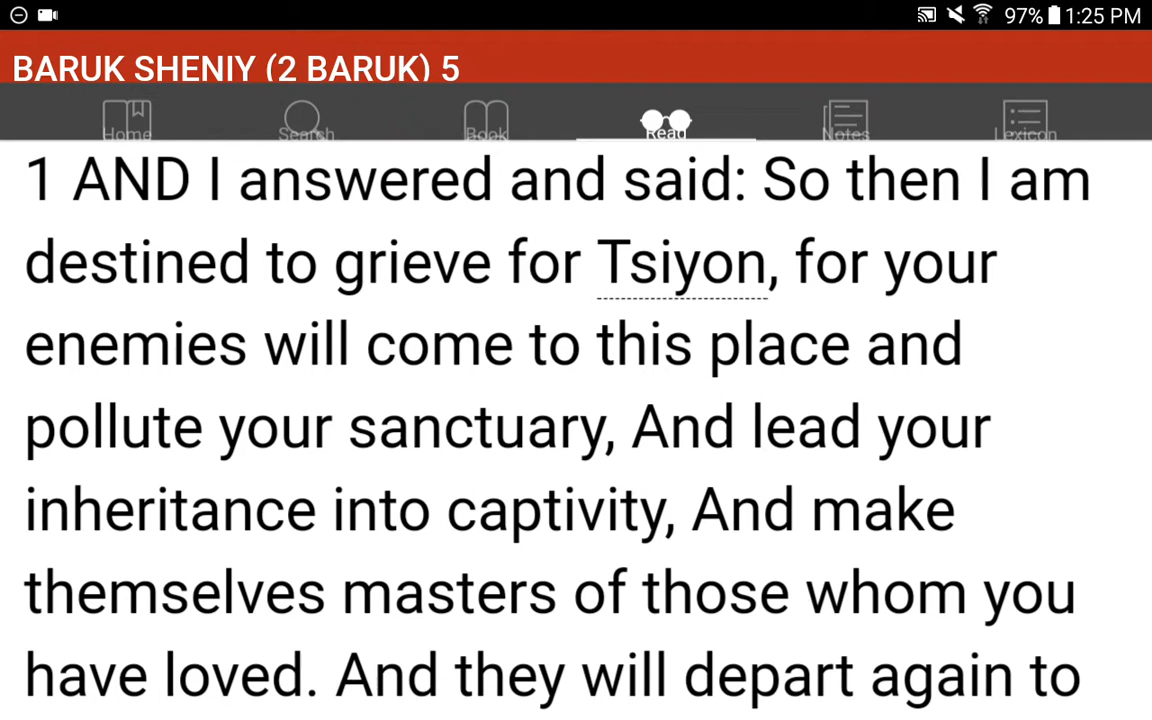 97% 1:25 PM
BARUK SHENIY (2 BARUK) 5
Home Search Book Read Notes Lexicon
1 AND I answered and said: So then I am
destined to grieve for Tsiyon, for your
enemies will come to this place and
pollute your sanctuary, And lead your
inheritance into captivity, And make
themselves masters of those whom you
have loved. And they will depart again to